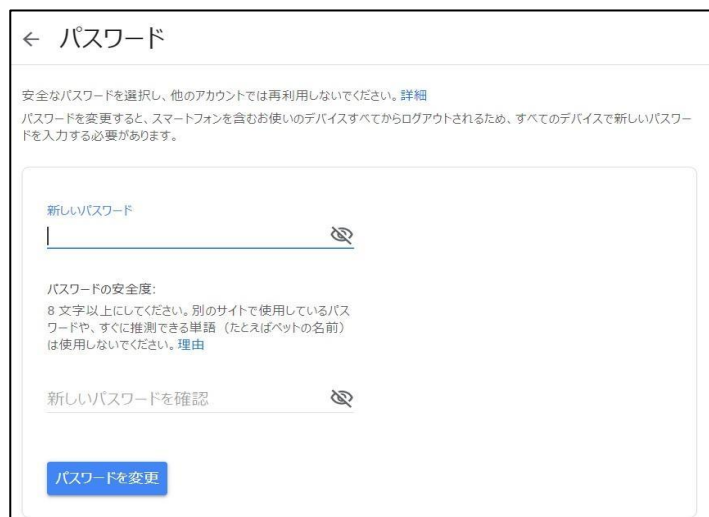 ← パスワード
安全なパスワードを選択し、他のアカウントでは再利用しないでください。詳細
パスワードを変更すると、スマートフォンを含むお使いのデバイスすべてからログアウトされるため、すべてのデバイスで新しいパスワー
ドを入力する必要があります。
新しいパスワード
パスワードの安全度:
8 文字以上にしてください。別のサイトで使用しているパス
ワードや、すぐに推測できる単語（たとえばペットの名前）
は使用しないでください。理由
新しいパスワードを確認
パスワードを変更